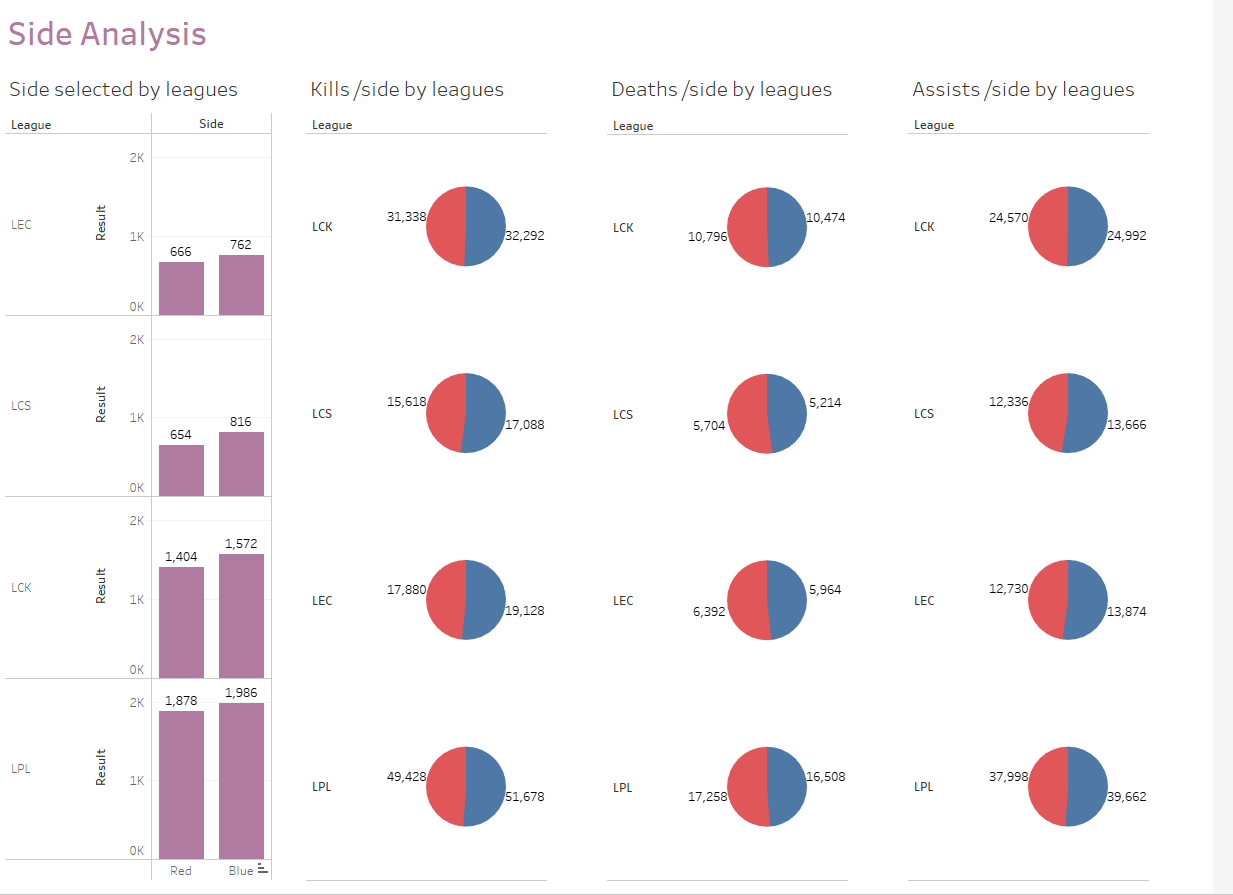 Side Analysis
Side selected by leagues
League Side
LEC Result 2K 1K 0K 666 762
LCS Result 2K 1K 0K 654 816
LCK Result 2K 1K 0K 1,404 1,572
LPL Result 2K 1K 0K 1,878 1,986
Red Blue
Kills /side by leagues
League
LCK 31,338 32,292
LCS 15,618 17,088
LEC 17,880 19,128
LPL 49,428 51,678
Deaths /side by leagues
League
LCK 10,796 10,474
LCS 5,704 5,214
LEC 6,392 5,964
LPL 17,258 16,508
Assists /side by leagues
League
LCK 24,570 24,992
LCS 12,336 13,666
LEC 12,730 13,874
LPL 37,998 39,662